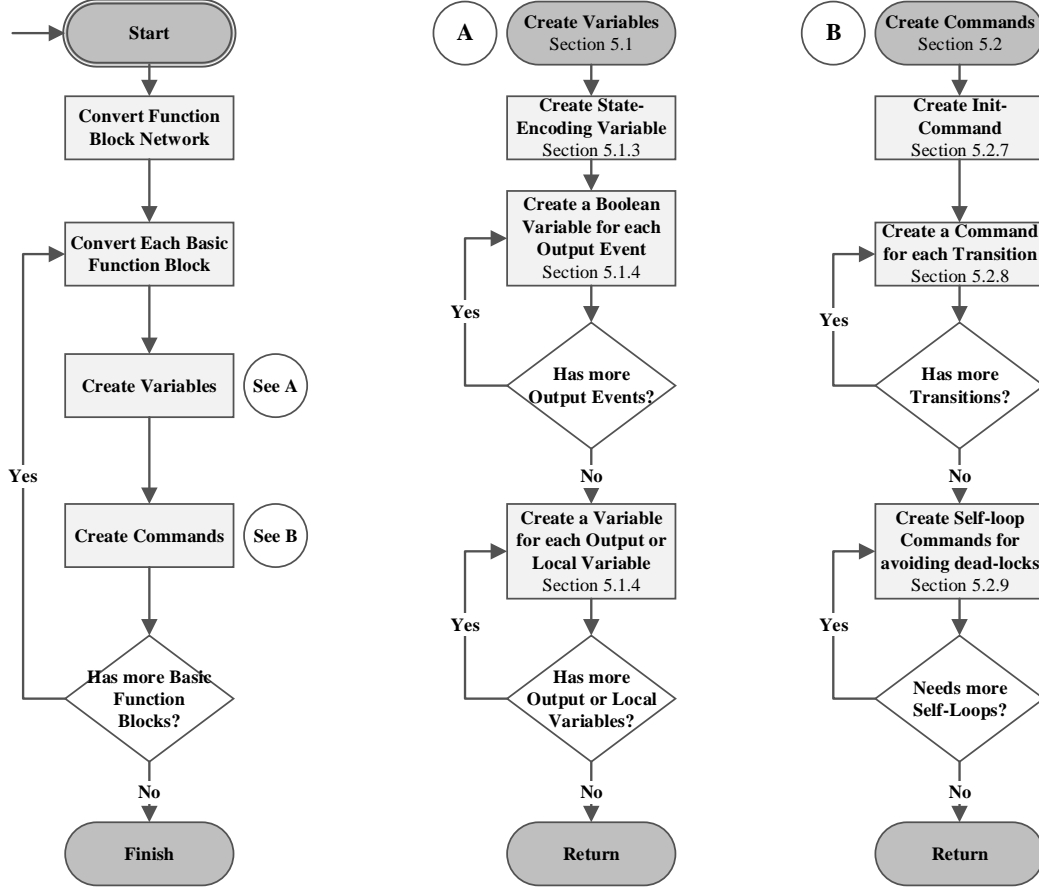 Start
Convert Function
Block Network
Convert Each Basic
Function Block
Create Variables
See A
Yes
Create Commands
See B
Has more Basic
Function
Blocks?
No
Finish
A
Create Variables
Section 5.1
Create State-
Encoding Variable
Section 5.1.3
Create a Boolean
Variable for each
Output Event
Section 5.1.4
Yes
Has more
Output Events?
No
Create a Variable
for each Output or
Local Variable
Section 5.1.4
Yes
Has more
Output or Local
Variables?
No
Return
B
Create Commands
Section 5.2
Create Init-
Command
Section 5.2.7
Create a Command
for each Transition
Section 5.2.8
Yes
Has more
Transitions?
No
Create Self-loop
Commands for
avoiding dead-locks
Section 5.2.9
Yes
Needs more
Self-Loops?
No
Return